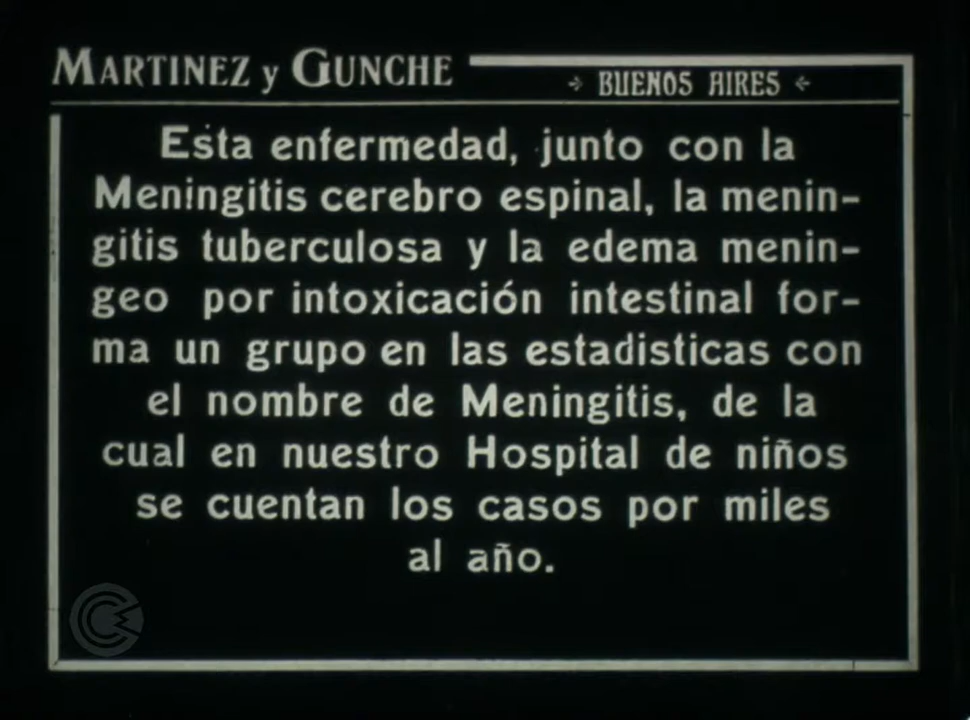 MARTINEZ y GUNCHE
BUENOS AIRES
Esta enfermedad, junto con la
Meningitis cerebro espinal, la menin-
gitis tuberculosa y la edema menin-
geo por intoxicación intestinal for-
ma un grupo en las estadisticas con
el nombre de Meningitis, de la
cual en nuestro Hospital de niños
se cuentan los casos por miles
al año.